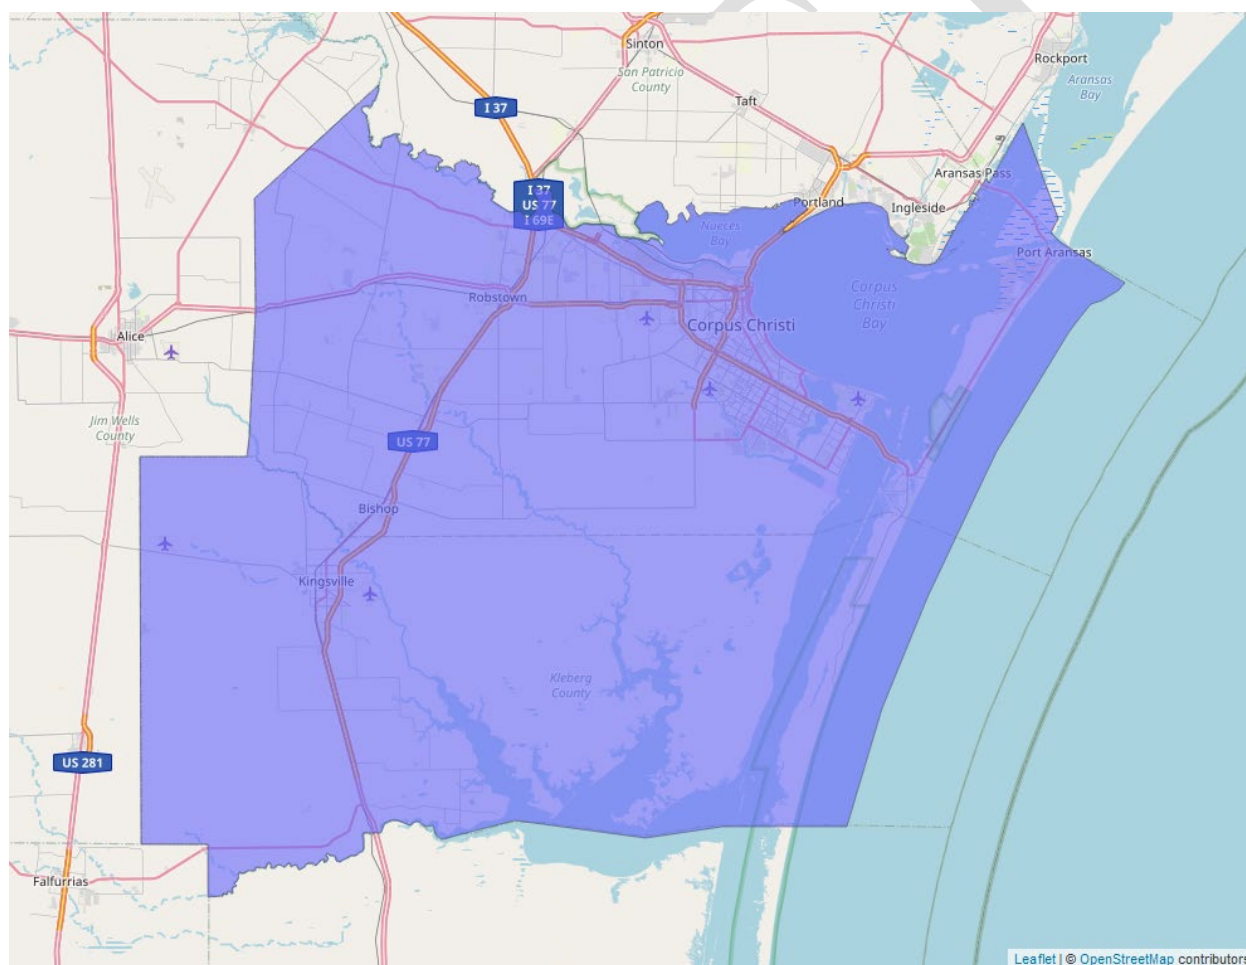 Sinton
San Patricio
County
Rockport
Aransas
Bay
I 37
Taft
Aransas Pass
I 37
US 77
I 69E
Portland
Ingleside
Nueces
Bay
Port Aransas
Robstown
Corpus
Christi
Bay
Corpus Christi
Alice
Jim Wells
County
US 77
Bishop
Kingsville
Kleberg
County
US 281
Falfurrias
Leaflet | © OpenStreetMap contributors